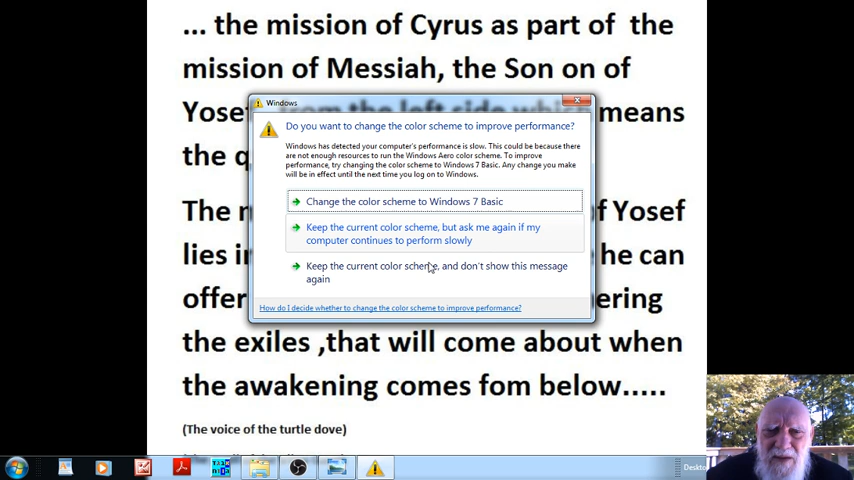 ... the mission of Cyrus as part of the
mission of Messiah, the Son on of
Yosef from the left side which means
the q
Windows
Do you want to change the color scheme to improve performance?
Windows has detected your computer's performance is slow. This could be because there
are not enough resources to run the Windows Aero color scheme. To improve
performance, try changing the color scheme to Windows 7 Basic. Any change you make
will be in effect until the next time you log on to Windows.
Change the color scheme to Windows 7 Basic
Keep the current color scheme, but ask me again if my
computer continues to perform slowly
Keep the current color scheme, and don't show this message
again
How do I decide whether to change the color scheme to improve performance?
The of Yosef
lies in he can
offer ering
the exiles ,that will come about when
the awakening comes fom below.....
(The voice of the turtle dove)
Deskto